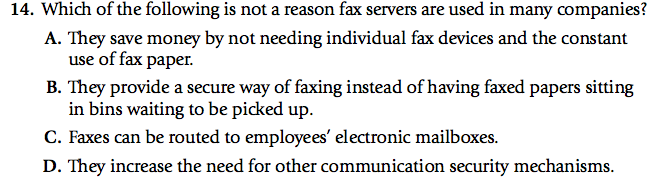 14. Which of the following is not a reason fax servers are used in many companies?
A. They save money by not needing individual fax devices and the constant
use of fax paper.
B. They provide a secure way of faxing instead of having faxed papers sitting
in bins waiting to be picked up.
C. Faxes can be routed to employees’ electronic mailboxes.
D. They increase the need for other communication security mechanisms.